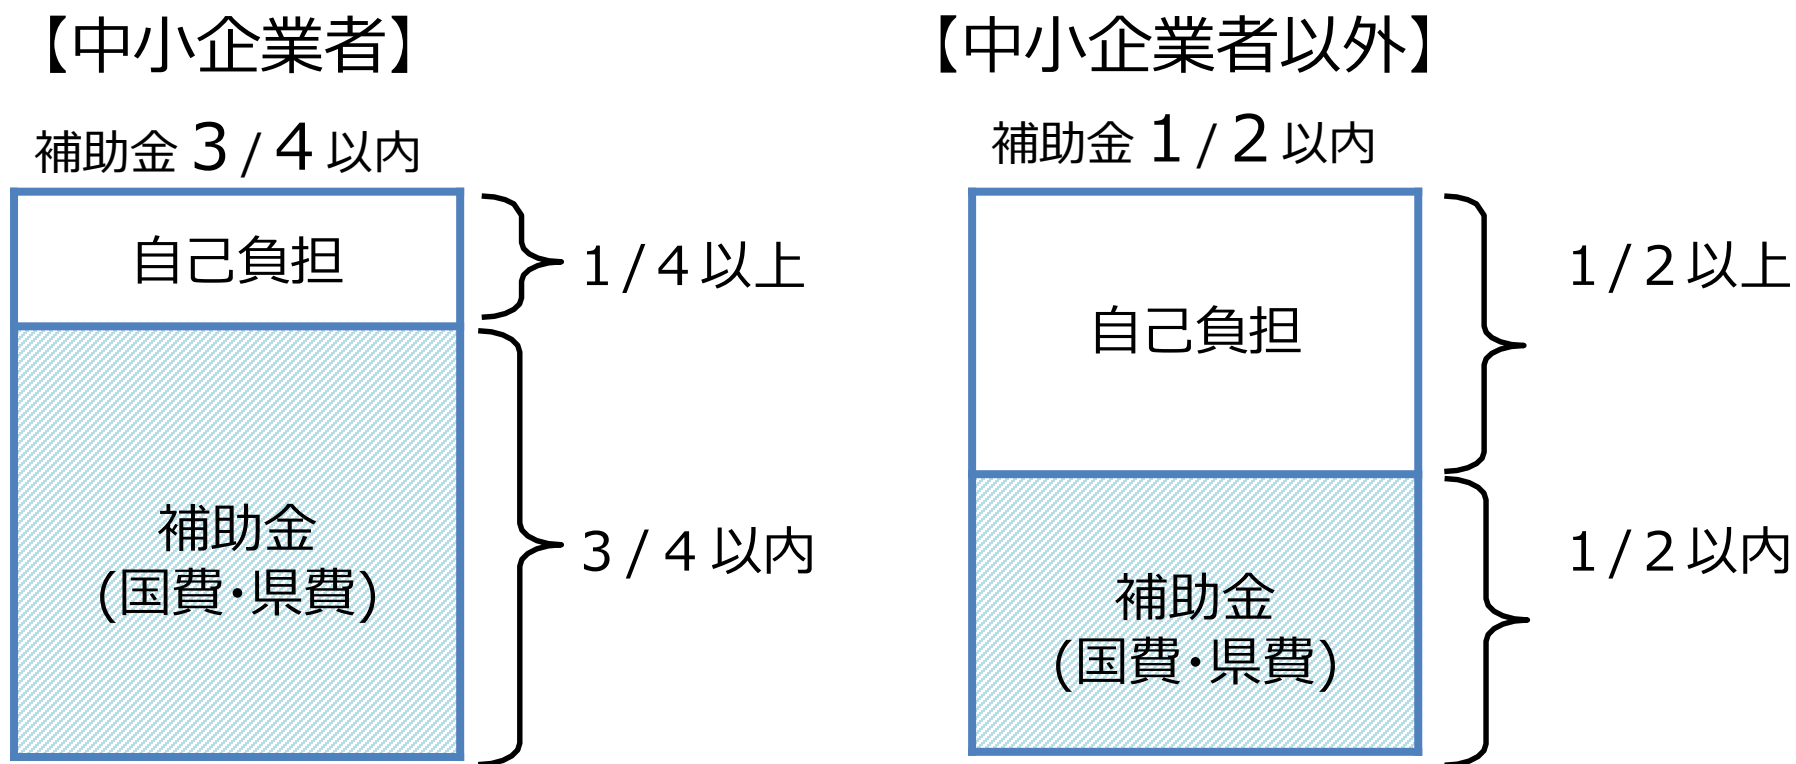 【中小企業者】
補助金 3/4 以内
自己負担
1/4以上
補助金
(国費・県費)
3/4 以内
【中小企業者以外】
補助金 1/2 以内
自己負担
1/2以上
補助金
(国費・県費)
1/2以内